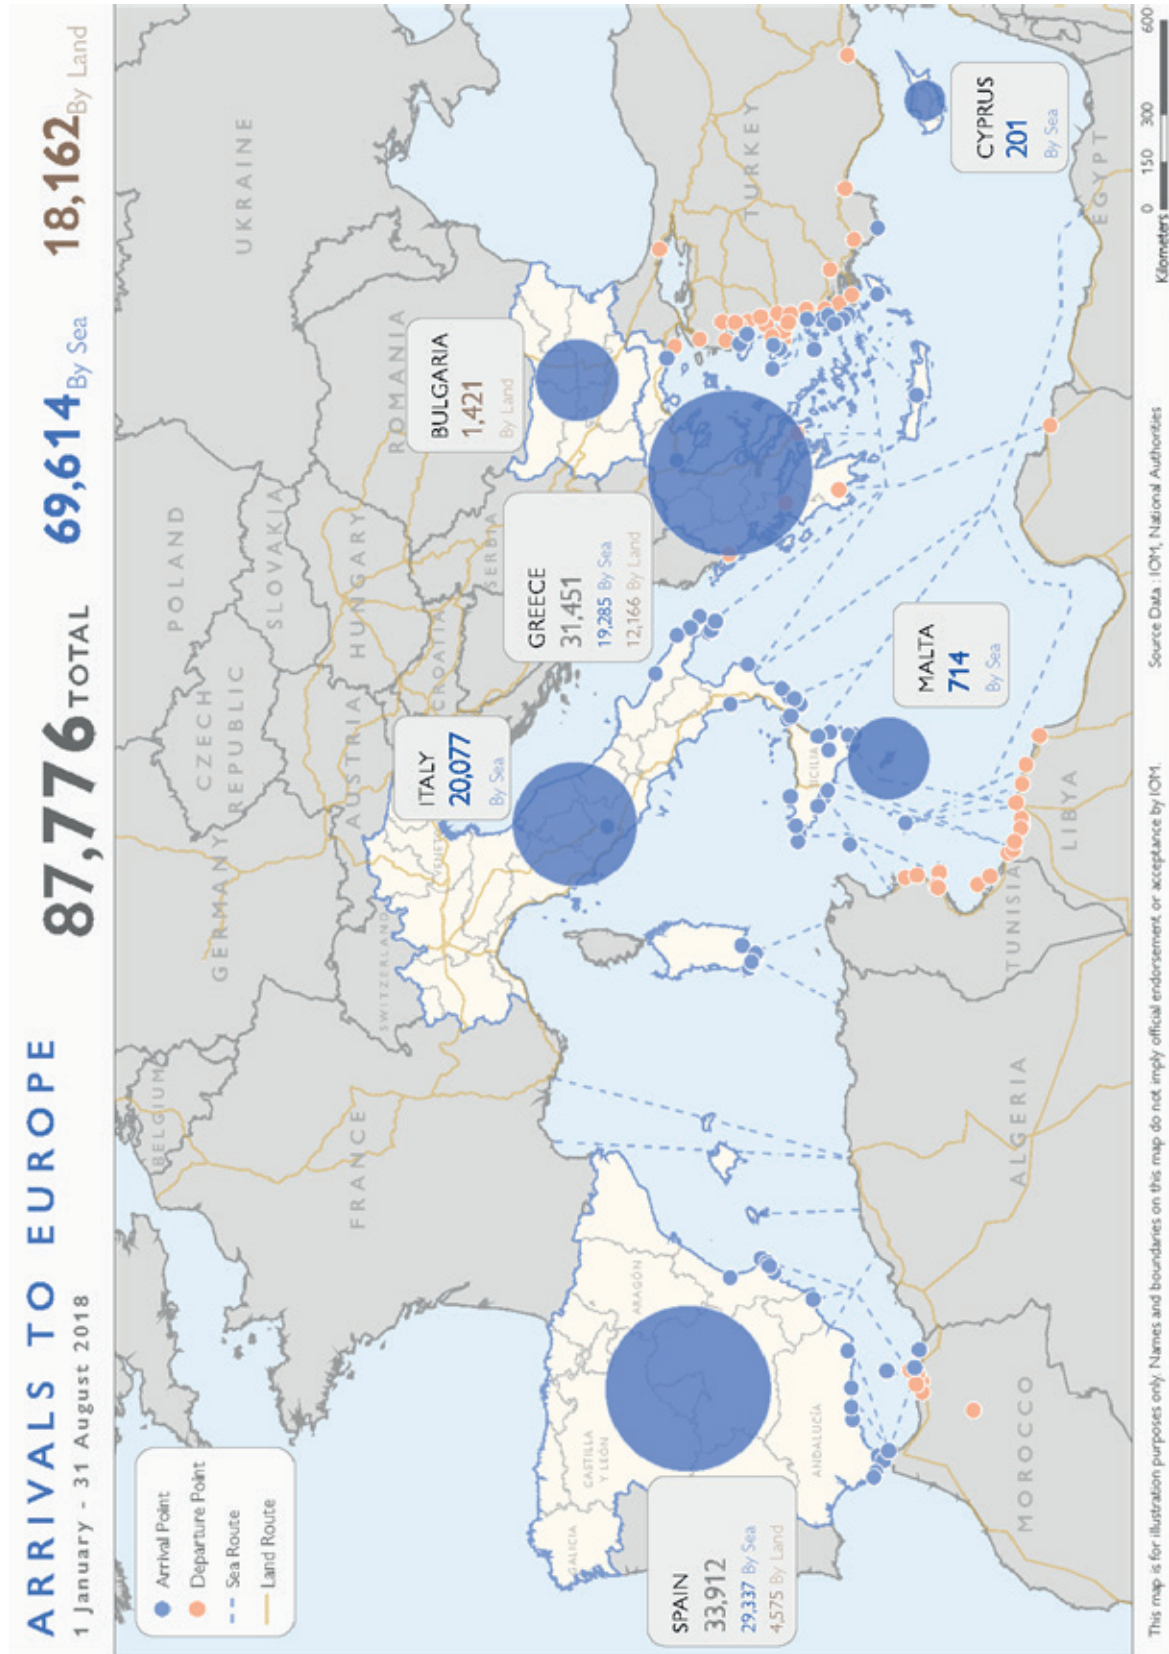 ARRIVALS TO EUROPE
1 January - 31 August 2018
87,776 TOTAL
69,614 By Sea
18,162 By Land
Arrival Point
Departure Point
Sea Route
Land Route
BELGIUM
GERMANY
CZECH
REPUBLIC
POLAND
SLOVAKIA
UKRAINE
FRANCE
SWITZERLAND
AUSTRIA
HUNGARY
ROMANIA
CROATIA
SERBIA
VENETO
ITALY
20,077
By Sea
BULGARIA
1,421
By Land
GREECE
31,451
19,285 By Sea
12,166 By Land
GALICIA
CASTILLA
Y LEÓN
ARAGÓN
ANDALUCÍA
SPAIN
33,912
29,337 By Sea
4,575 By Land
SICILIA
TURKEY
MALTA
714
By Sea
CYPRUS
201
By Sea
MOROCCO
ALGERIA
TUNISIA
LIBYA
EGYPT
0 150 300 600
Kilometers
This map is for illustration purposes only. Names and boundaries on this map do not imply official endorsement or acceptance by IOM.
Source Data : IOM, National Authorities